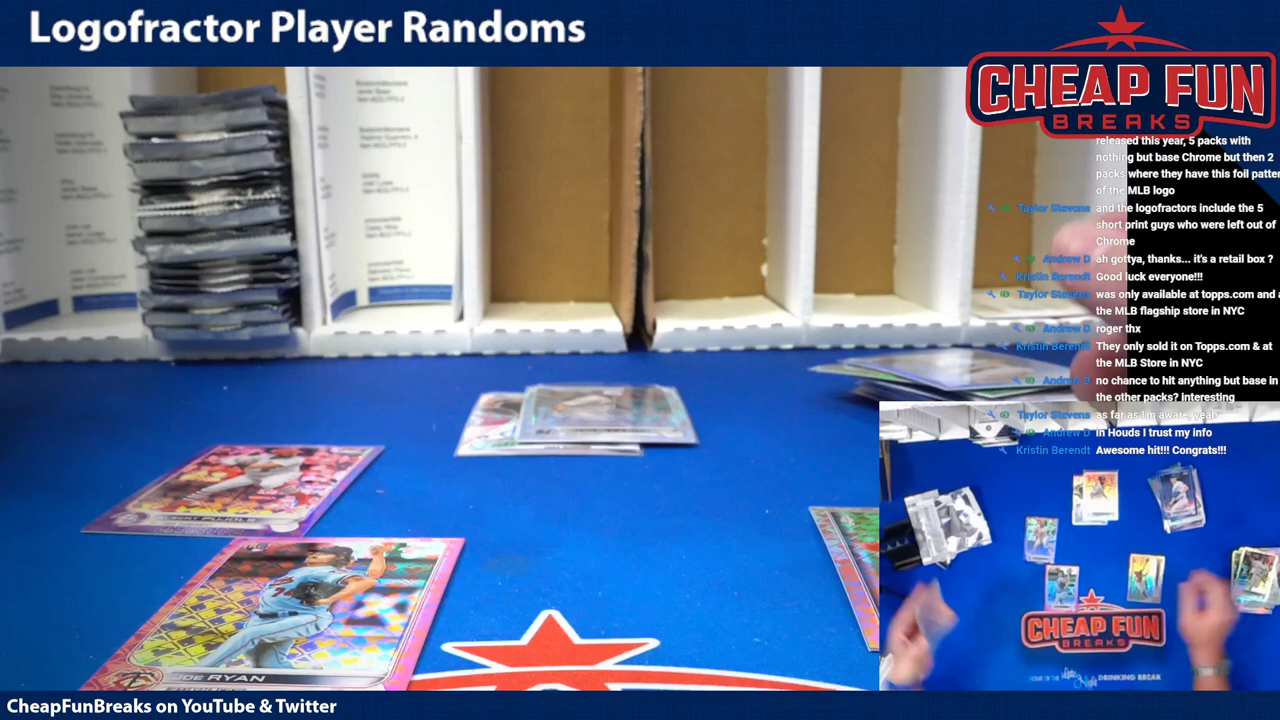 Logofractor Player Randoms
CHEAP FUN
BREAKS
released this year, 5 packs with
nothing but base Chrome but then 2
packs where they have this foil patter
of the MLB logo
Taylor Stevens and the logofractors include the 5
short print guys who were left out of
Chrome
Andrew D ah gottya, thanks... it's a retail box ?
Kristin Berendt Good luck everyone!!!
Taylor Stevens was only available at topps.com and a
the MLB flagship store in NYC
Andrew D roger thx
Kristin Berendt They only sold it on Topps.com & at
the MLB Store in NYC
Andrew D no chance to hit anything but base in
the other packs? interesting
Taylor Stevens as far as I'm aware, yeah
Andrew D in Houds I trust my info
Kristin Berendt Awesome hit!!! Congrats!!!
PUJOLS
JOE RYAN
CHEAP FUN
BREAKS
DRINKING BREAK
CheapFunBreaks on YouTube & Twitter